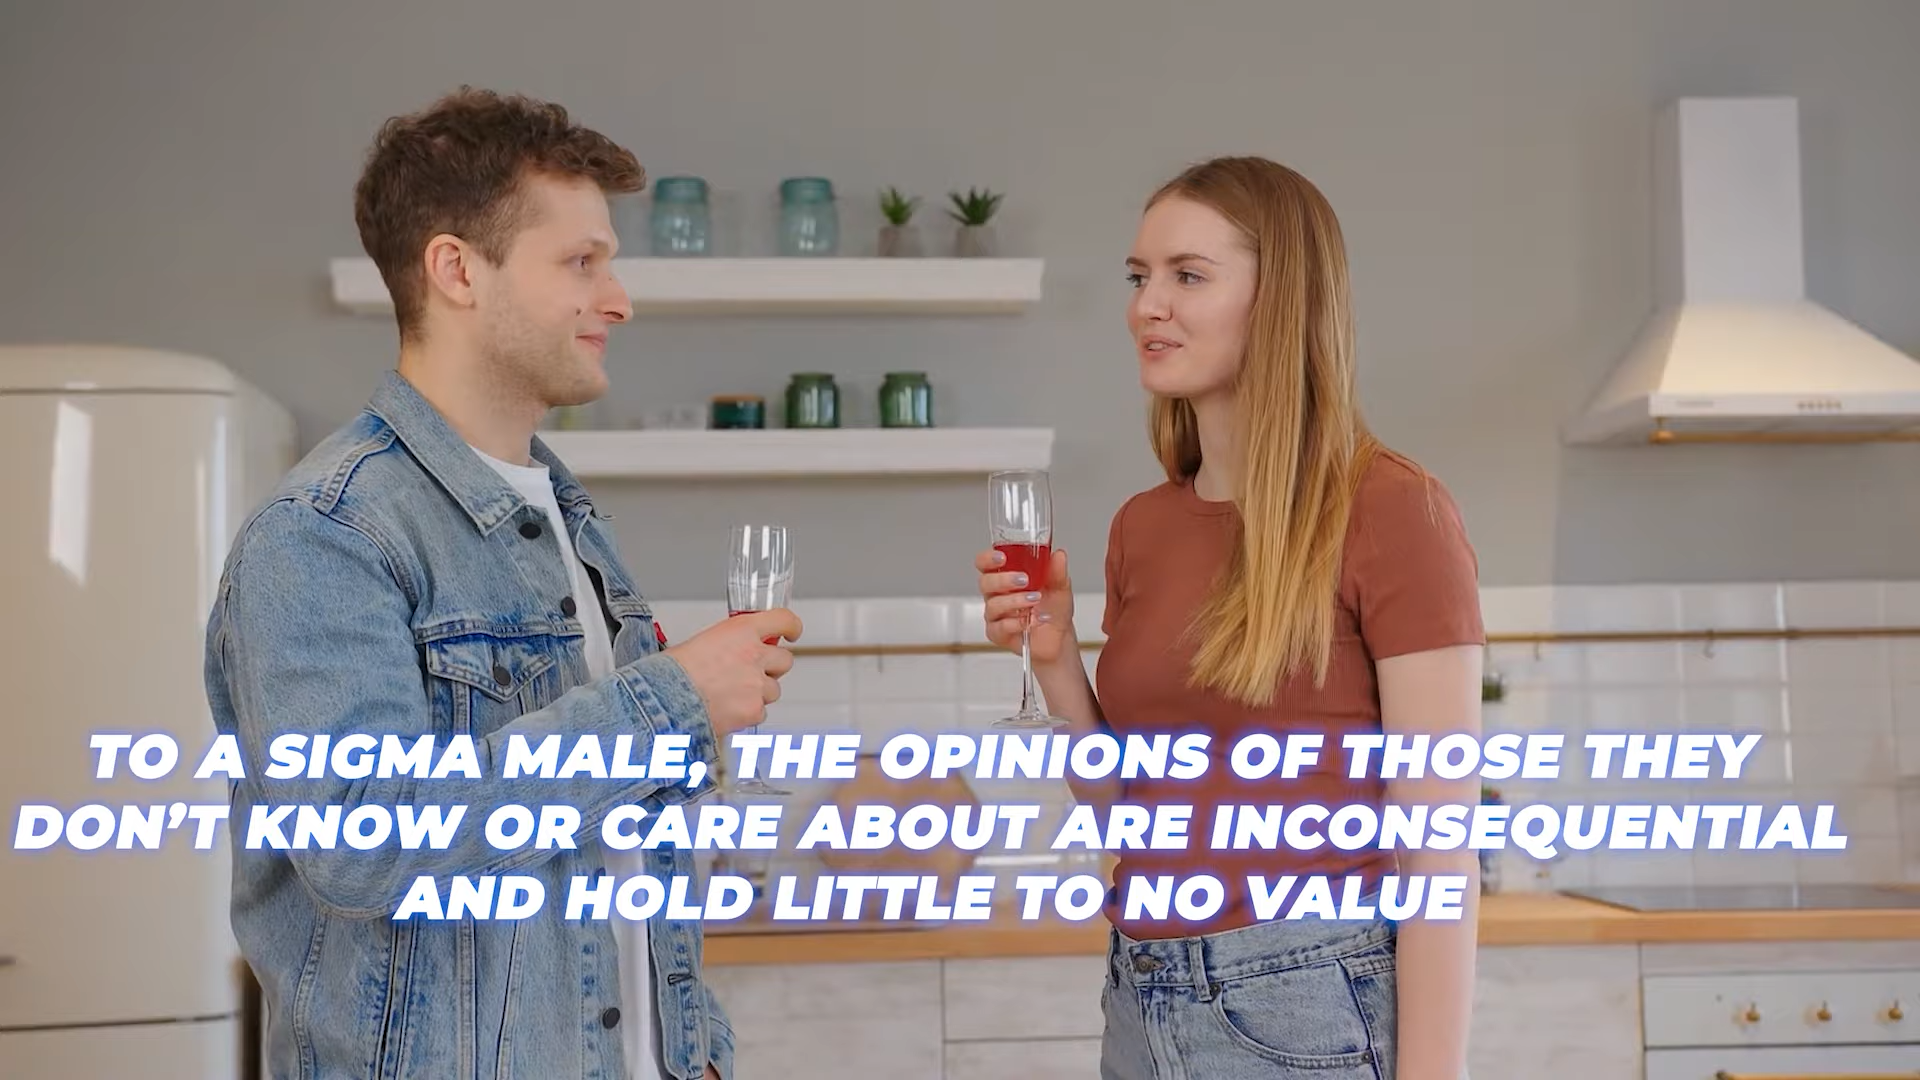 TO A SIGMA MALE, THE OPINIONS OF THOSE THEY
DON’T KNOW OR CARE ABOUT ARE INCONSEQUENTIAL
AND HOLD LITTLE TO NO VALUE